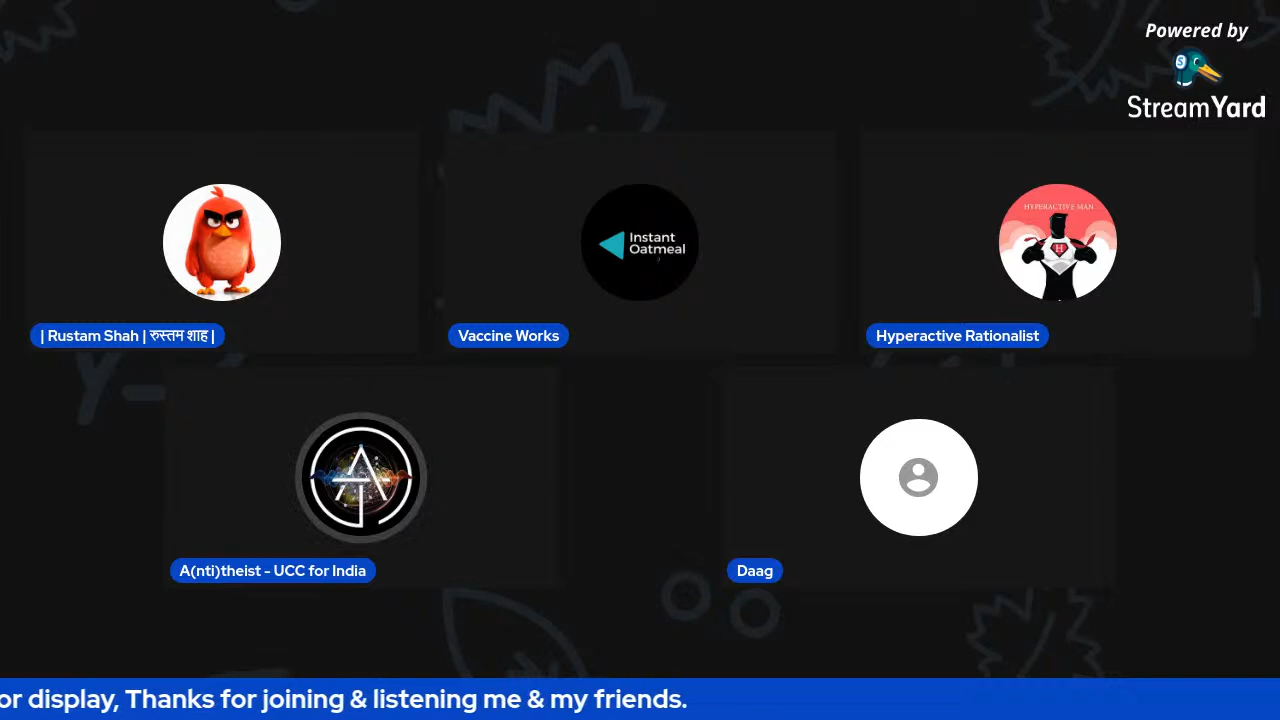 Powered by
StreamYard
Instant
Oatmeal
HYPERACTIVE MAN
H
| Rustam Shah | रुस्तम शाह |
Vaccine Works
Hyperactive Rationalist
A(nti)theist - UCC for India
Daag
or display, Thanks for joining & listening me & my friends.